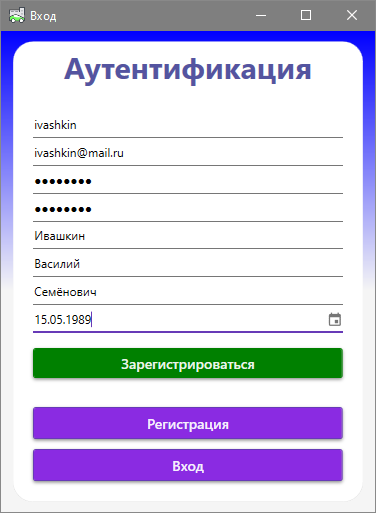 Вход
Аутентификация
ivashkin
ivashkin@mail.ru
●●●●●●●●
●●●●●●●●
Ивашкин
Василий
Семёнович
15.05.1989
Зарегистрироваться
Регистрация
Вход